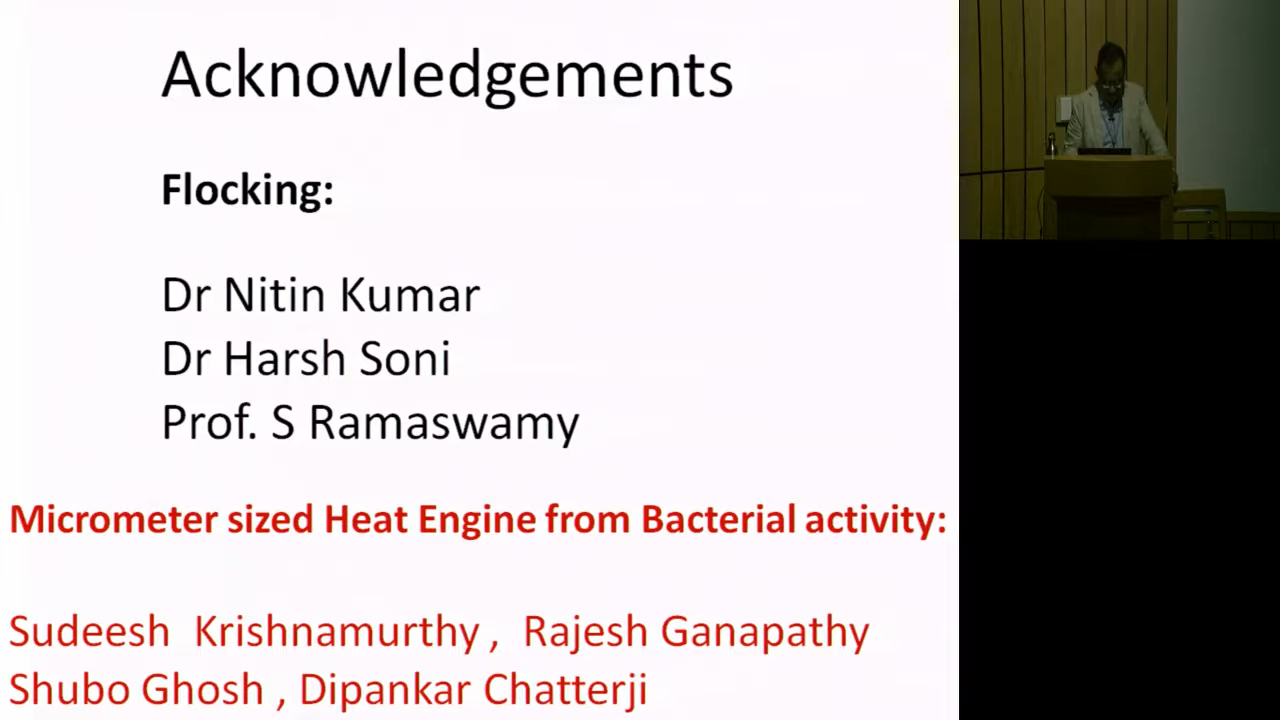 Acknowledgements
Flocking:
Dr Nitin Kumar
Dr Harsh Soni
Prof. S Ramaswamy
Micrometer sized Heat Engine from Bacterial activity:
Sudeesh Krishnamurthy , Rajesh Ganapathy
Shubo Ghosh , Dipankar Chatterji